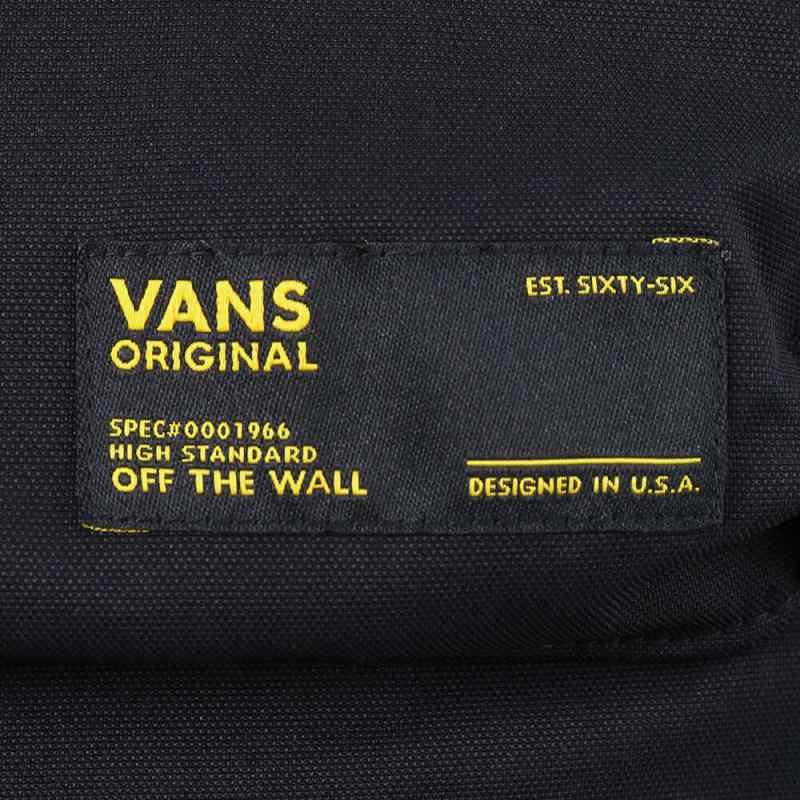 VANS
ORIGINAL
EST. SIXTY-SIX
SPEC#0001966
HIGH STANDARD
OFF THE WALL
DESIGNED IN U.S.A.